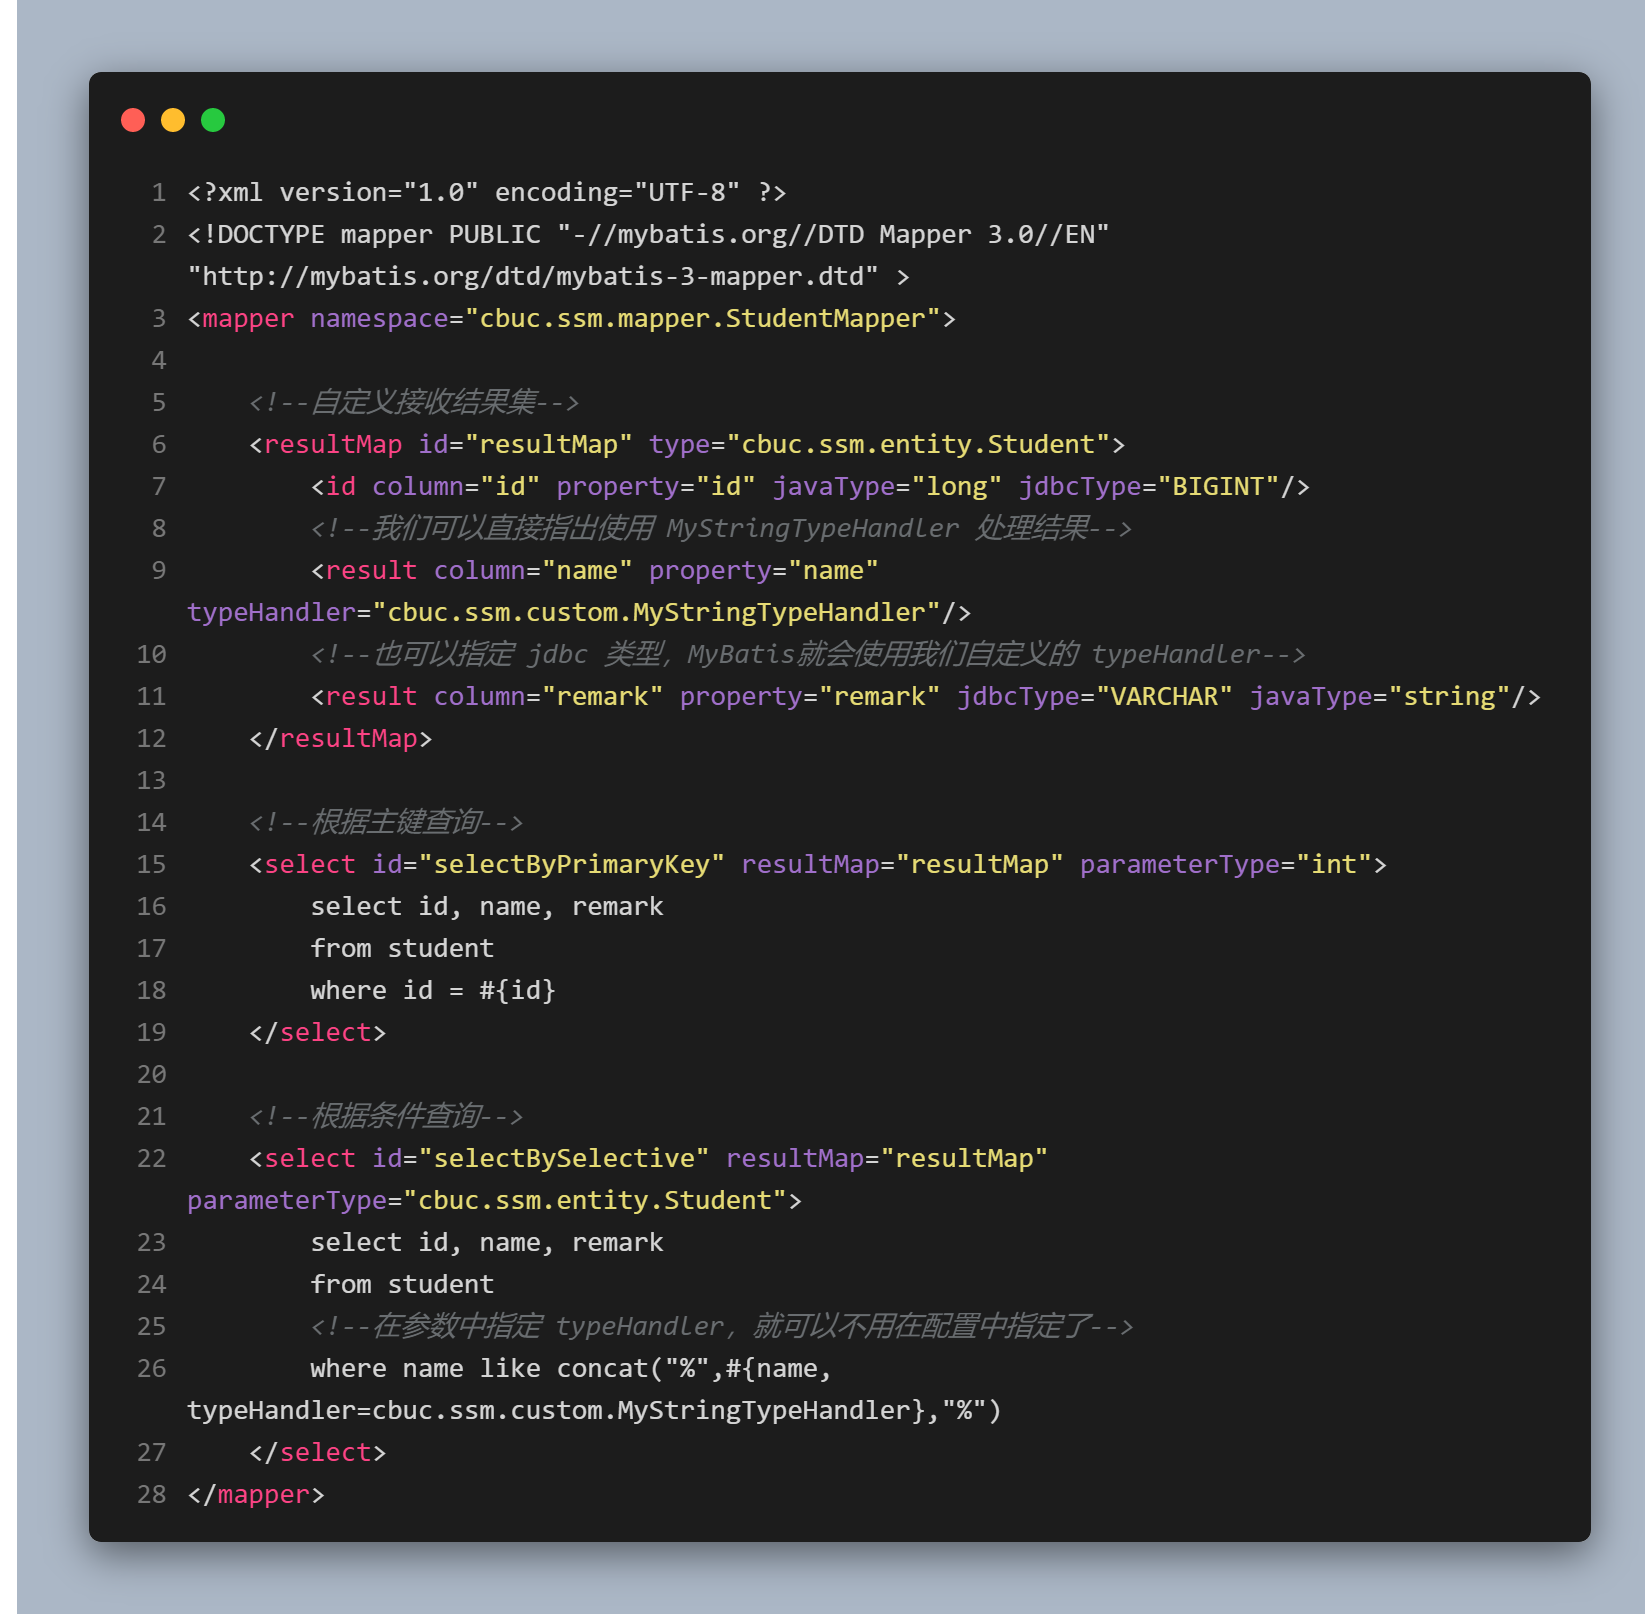 1 <?xml version="1.0" encoding="UTF-8" ?>
2 <!DOCTYPE mapper PUBLIC "-//mybatis.org//DTD Mapper 3.0//EN"
"http://mybatis.org/dtd/mybatis-3-mapper.dtd" >
3 <mapper namespace="cbuc.ssm.mapper.StudentMapper">
4
5     <!--自定义接收结果集-->
6     <resultMap id="resultMap" type="cbuc.ssm.entity.Student">
7         <id column="id" property="id" javaType="long" jdbcType="BIGINT"/>
8         <!--我们可以直接指出使用 MyStringTypeHandler 处理结果-->
9         <result column="name" property="name"
typeHandler="cbuc.ssm.custom.MyStringTypeHandler"/>
10         <!--也可以指定 jdbc 类型，MyBatis就会使用我们自定义的 typeHandler-->
11         <result column="remark" property="remark" jdbcType="VARCHAR" javaType="string"/>
12     </resultMap>
13
14     <!--根据主键查询-->
15     <select id="selectByPrimaryKey" resultMap="resultMap" parameterType="int">
16         select id, name, remark
17         from student
18         where id = #{id}
19     </select>
20
21     <!--根据条件查询-->
22     <select id="selectBySelective" resultMap="resultMap"
parameterType="cbuc.ssm.entity.Student">
23         select id, name, remark
24         from student
25         <!--在参数中指定 typeHandler，就可以不用在配置中指定了-->
26         where name like concat("%",#{name,
typeHandler=cbuc.ssm.custom.MyStringTypeHandler},"%")
27     </select>
28 </mapper>